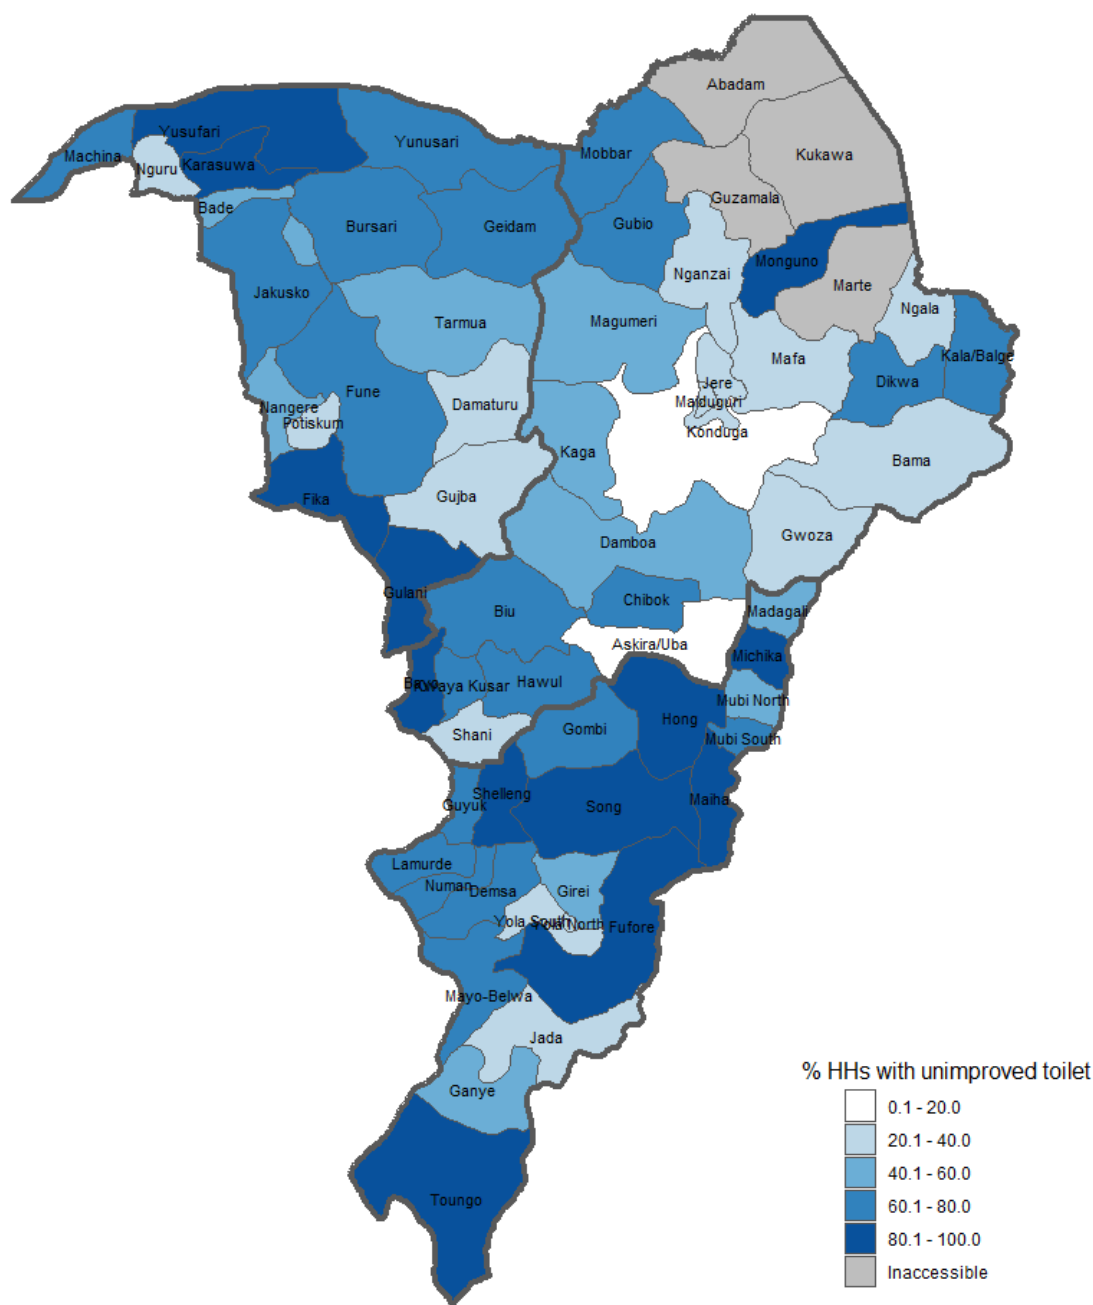 Abadam
Yusufari
Yunusari
Mobbar
Kukawa
Machina
Nguru
Karasuwa
Guzamala
Bade
Bursari
Geidam
Gubio
Monguno
Nganzai
Marte
Jakusko
Ngala
Tarmua
Magumeri
Mafa
Kala/Balge
Dikwa
Jere
Fune
Damaturu
Maiduguri
Nangere
Potiskum
Konduga
Kaga
Bama
Fika
Gujba
Gwoza
Damboa
Gulani
Chibok
Biu
Madagali
Askira/Uba
Michika
Bayo
Kwaya Kusar
Hawul
Mubi North
Hong
Shani
Gombi
Mubi South
Shelleng
Maiha
Guyuk
Song
Lamurde
Numan
Demsa
Girei
Yola South
Yola North
Fufore
Mayo-Belwa
Jada
Ganye
Toungo
% HHs with unimproved toilet
0.1 - 20.0
20.1 - 40.0
40.1 - 60.0
60.1 - 80.0
80.1 - 100.0
Inaccessible